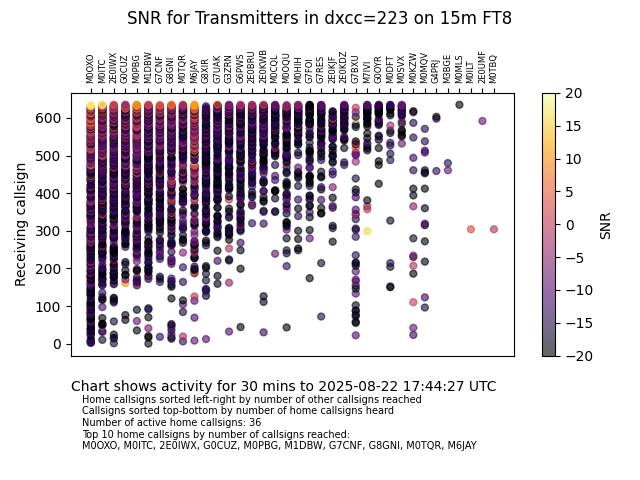 SNR for Transmitters in dxcc=223 on 15m FT8
M0OXO M0ITC 2E0IWX G0CUZ M0PBG M1DBW G7CNF G8GNI M0TQR M6JAY G8XIR G7UAK G3ZRN G6PWS 2E0BRU 2E0KWB M0CQL M0OQU M0HIH G7FOI G7RES 2E0KJF 2E0KDZ G7BXU M7TVI G0OYR M0DFT M0SVX M0KZW M0MQV G4PRJ M3BGE M0MLS M0ILT 2E0UMF M0TBQ
Receiving callsign
600
500
400
300
200
100
0
20
15
10
5
0
−5
−10
−15
−20
SNR
Chart shows activity for 30 mins to 2025-08-22 17:44:27 UTC
Home callsigns sorted left-right by number of other callsigns reached
Callsigns sorted top-bottom by number of home callsigns heard
Number of active home callsigns: 36
Top 10 home callsigns by number of callsigns reached:
M0OXO, M0ITC, 2E0IWX, G0CUZ, M0PBG, M1DBW, G7CNF, G8GNI, M0TQR, M6JAY